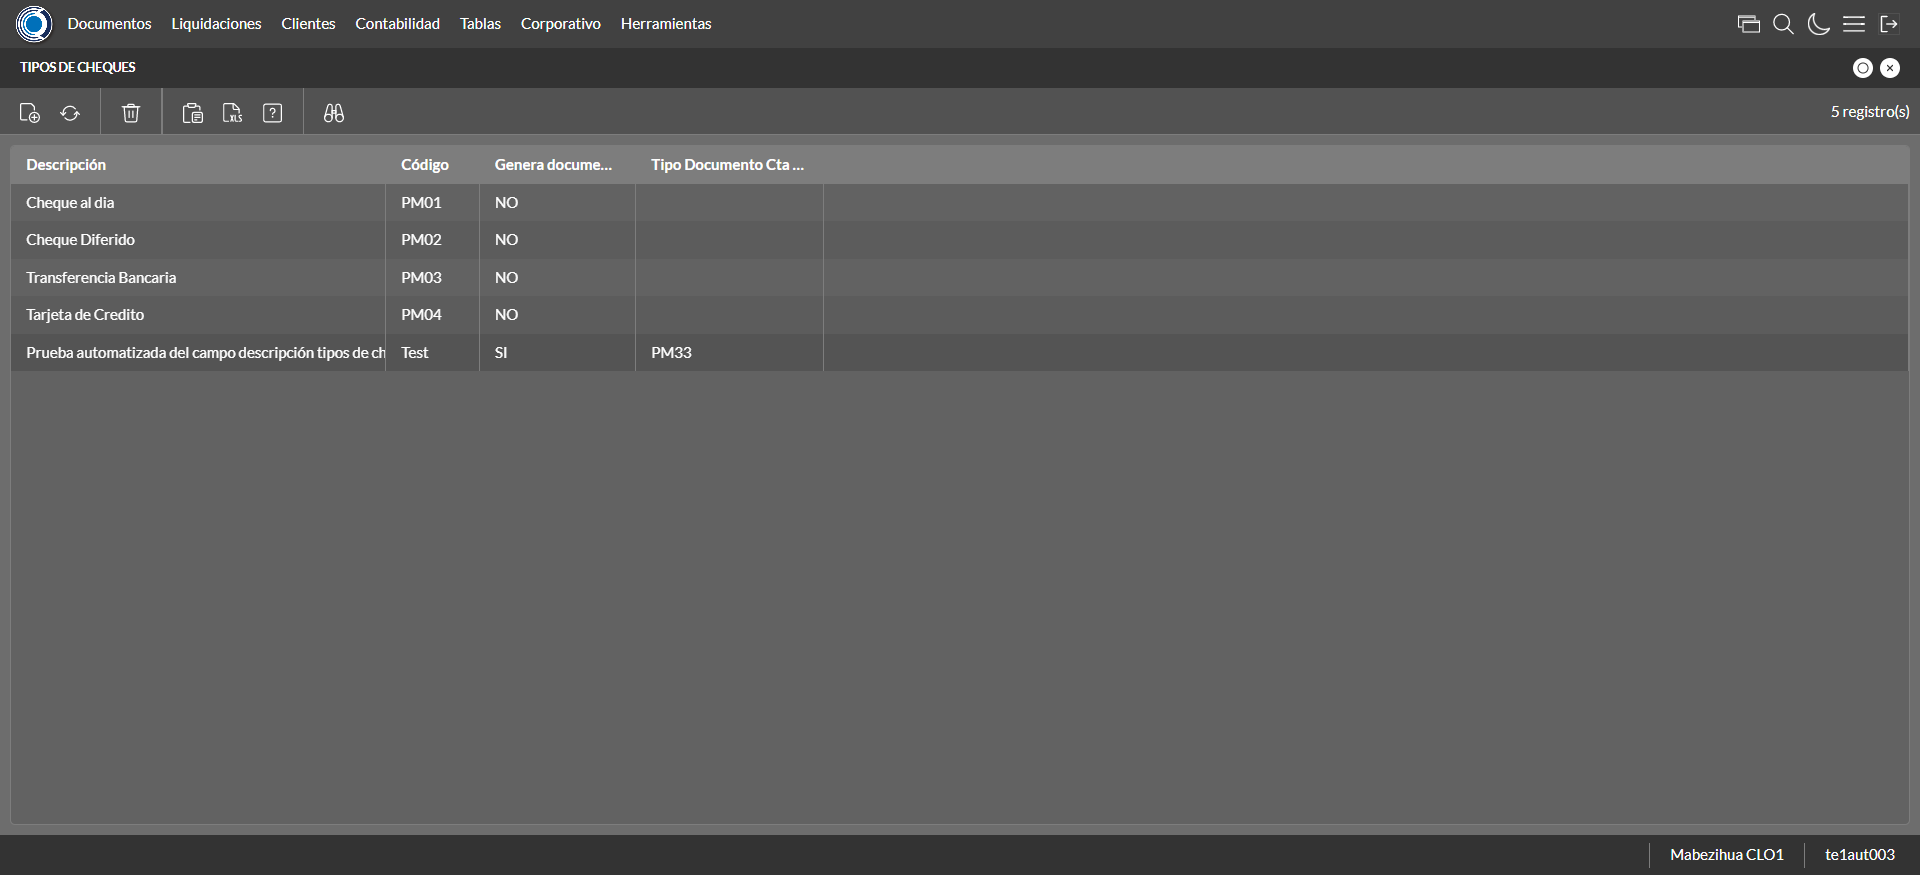 Documentos Liquidaciones Clientes Contabilidad Tablas Corporativo Herramientas
TIPOS DE CHEQUES
XLS ? 5 registro(s)
Descripción Código Genera docume... Tipo Documento Cta ...
Cheque al dia PM01 NO
Cheque Diferido PM02 NO
Transferencia Bancaria PM03 NO
Tarjeta de Credito PM04 NO
Prueba automatizada del campo descripción tipos de ch Test SI PM33
Mabezihua CLO1 te1aut003